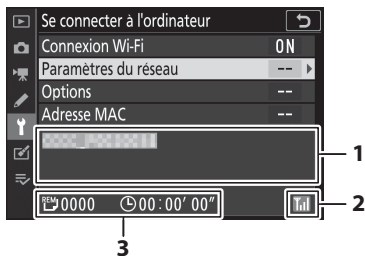 Se connecter à l'ordinateur
Connexion Wi-Fi ON
Paramètres du réseau --
Options --
Adresse MAC --
1
REM 0000 00:00' 00" 2
3